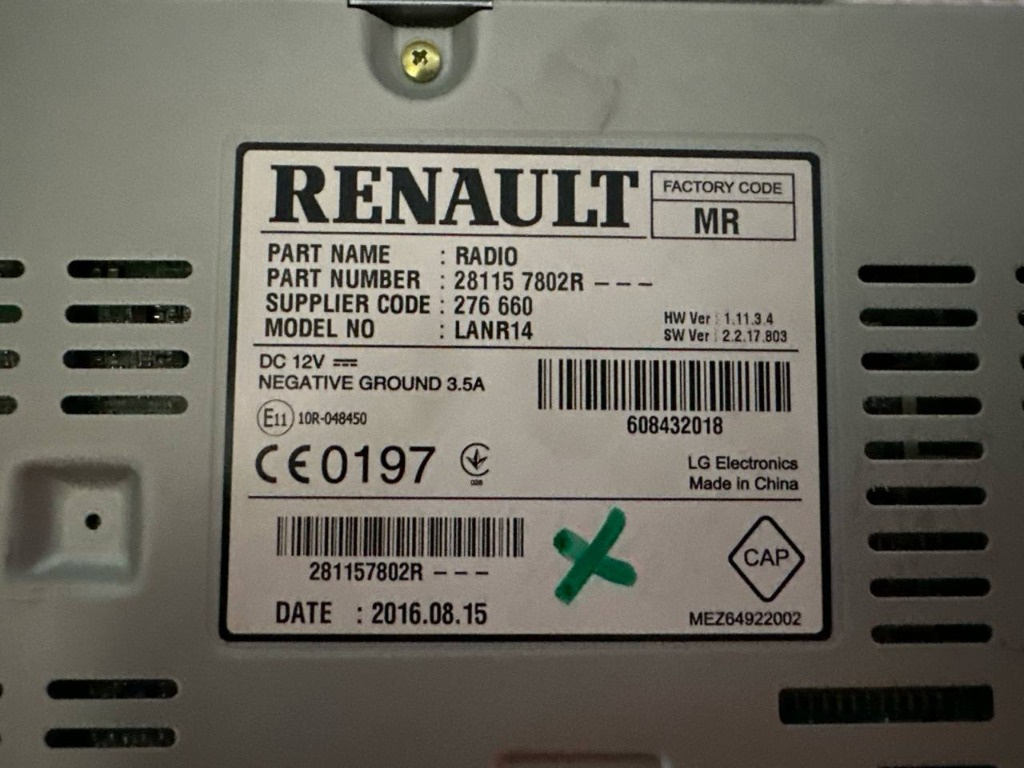 RENAULT
FACTORY CODE
MR
PART NAME : RADIO
PART NUMBER : 28115 7802R – – –
SUPPLIER CODE : 276 660
MODEL NO : LANR14
HW Ver : 1.11.3.4
SW Ver : 2.2.17.803
DC 12V ⎓
NEGATIVE GROUND 3.5A
608432018
E11 10R-048450
CE0197
028
LG Electronics
Made in China
281157802R – – –
CAP
DATE : 2016.08.15
MEZ64922002